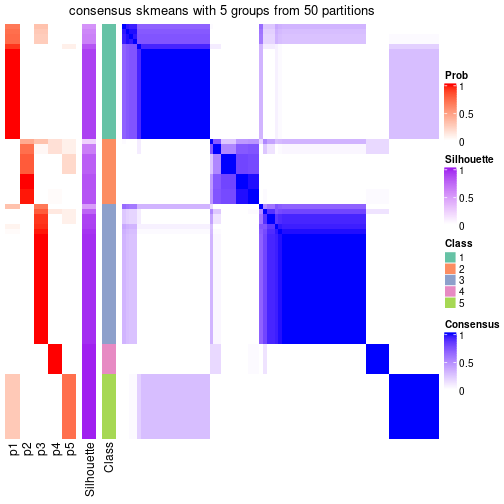 consensus skmeans with 5 groups from 50 partitions
Prob
1
0.5
0
Silhouette
1
0.5
0
Class
1
2
3
4
5
Consensus
1
0.5
0
p1
p2
p3
p4
p5
Silhouette
Class